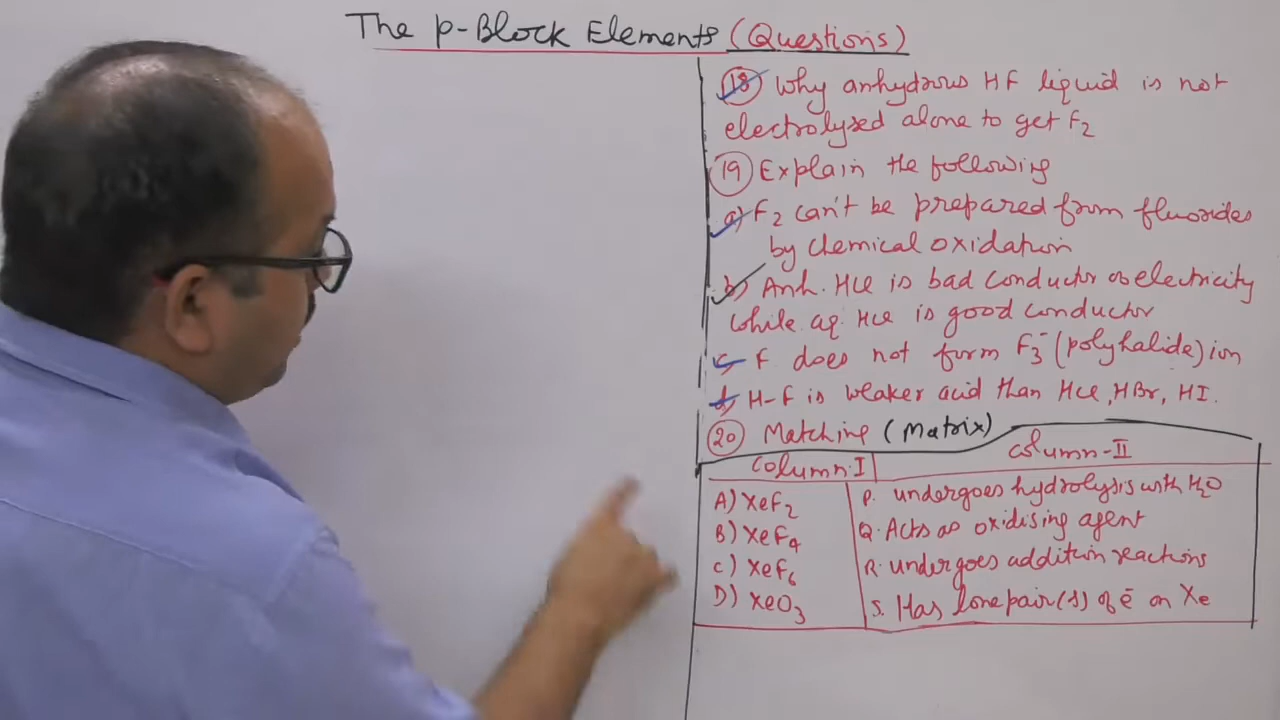 The p-Block Elements (Questions)
(18) Why anhydrous HF liquid is not
electrolyzed alone to get F₂
(19) Explain the following
a) F₂ can't be prepared from fluorides
by chemical oxidation
b) Anh. HCl is bad conductor of electricity
while aq. HCl is good conductor
c) F does not form F₃⁻ (polyhalide) ion
d) H-F is weaker acid than HCl, HBr, HI.
(20) Matching (Matrix)
Column-I Column-II
A) XeF₂ P. undergoes hydrolysis with H₂O
B) XeF₄ Q. Acts as oxidising agent
C) XeF₆ R. undergoes addition reactions
D) XeO₃ S. Has lone pair(s) of ē on Xe